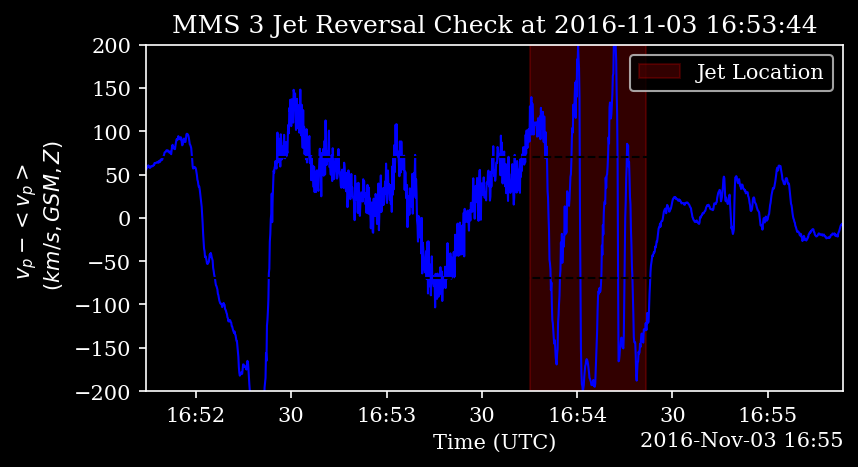 MMS 3 Jet Reversal Check at 2016-11-03 16:53:44
Jet Location
v_p − < v_p >
(km/s, GSM, Z)
200
150
100
50
0
−50
−100
−150
−200
16:52 30 16:53 30 16:54 30 16:55
Time (UTC)
2016-Nov-03 16:55